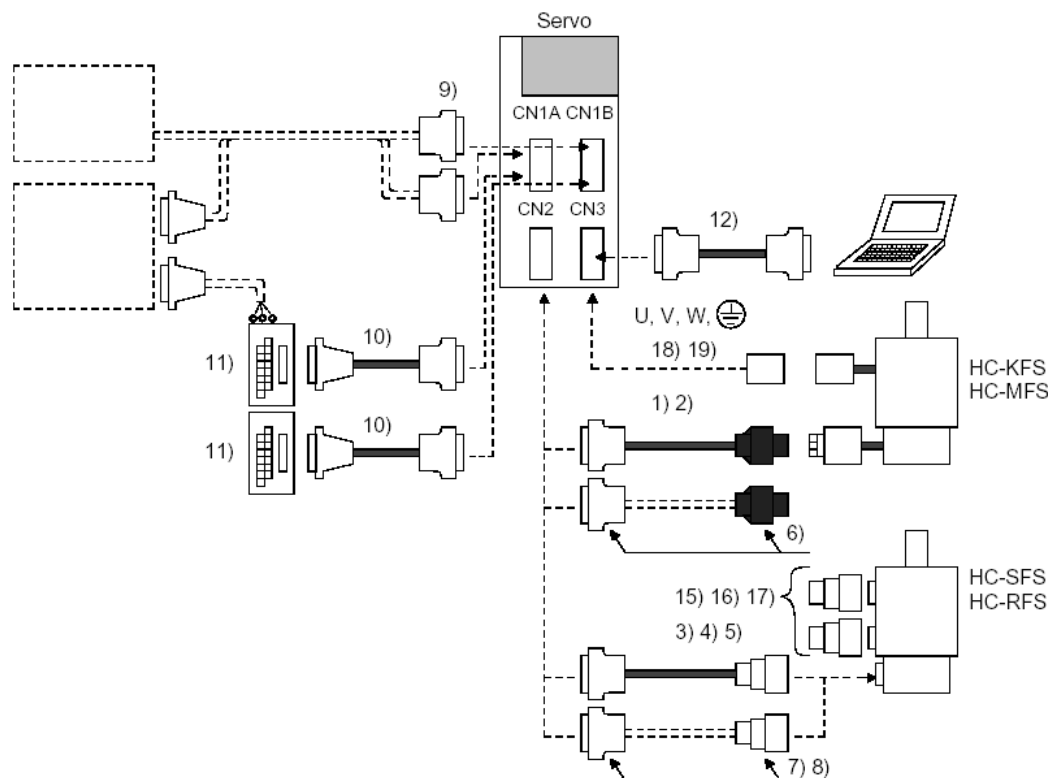 Servo
9)
CN1A CN1B
CN2 CN3
12)
U, V, W,
18) 19)
HC-KFS
HC-MFS
11)
10)
1) 2)
11)
10)
6)
HC-SFS
HC-RFS
15) 16) 17)
3) 4) 5)
7) 8)